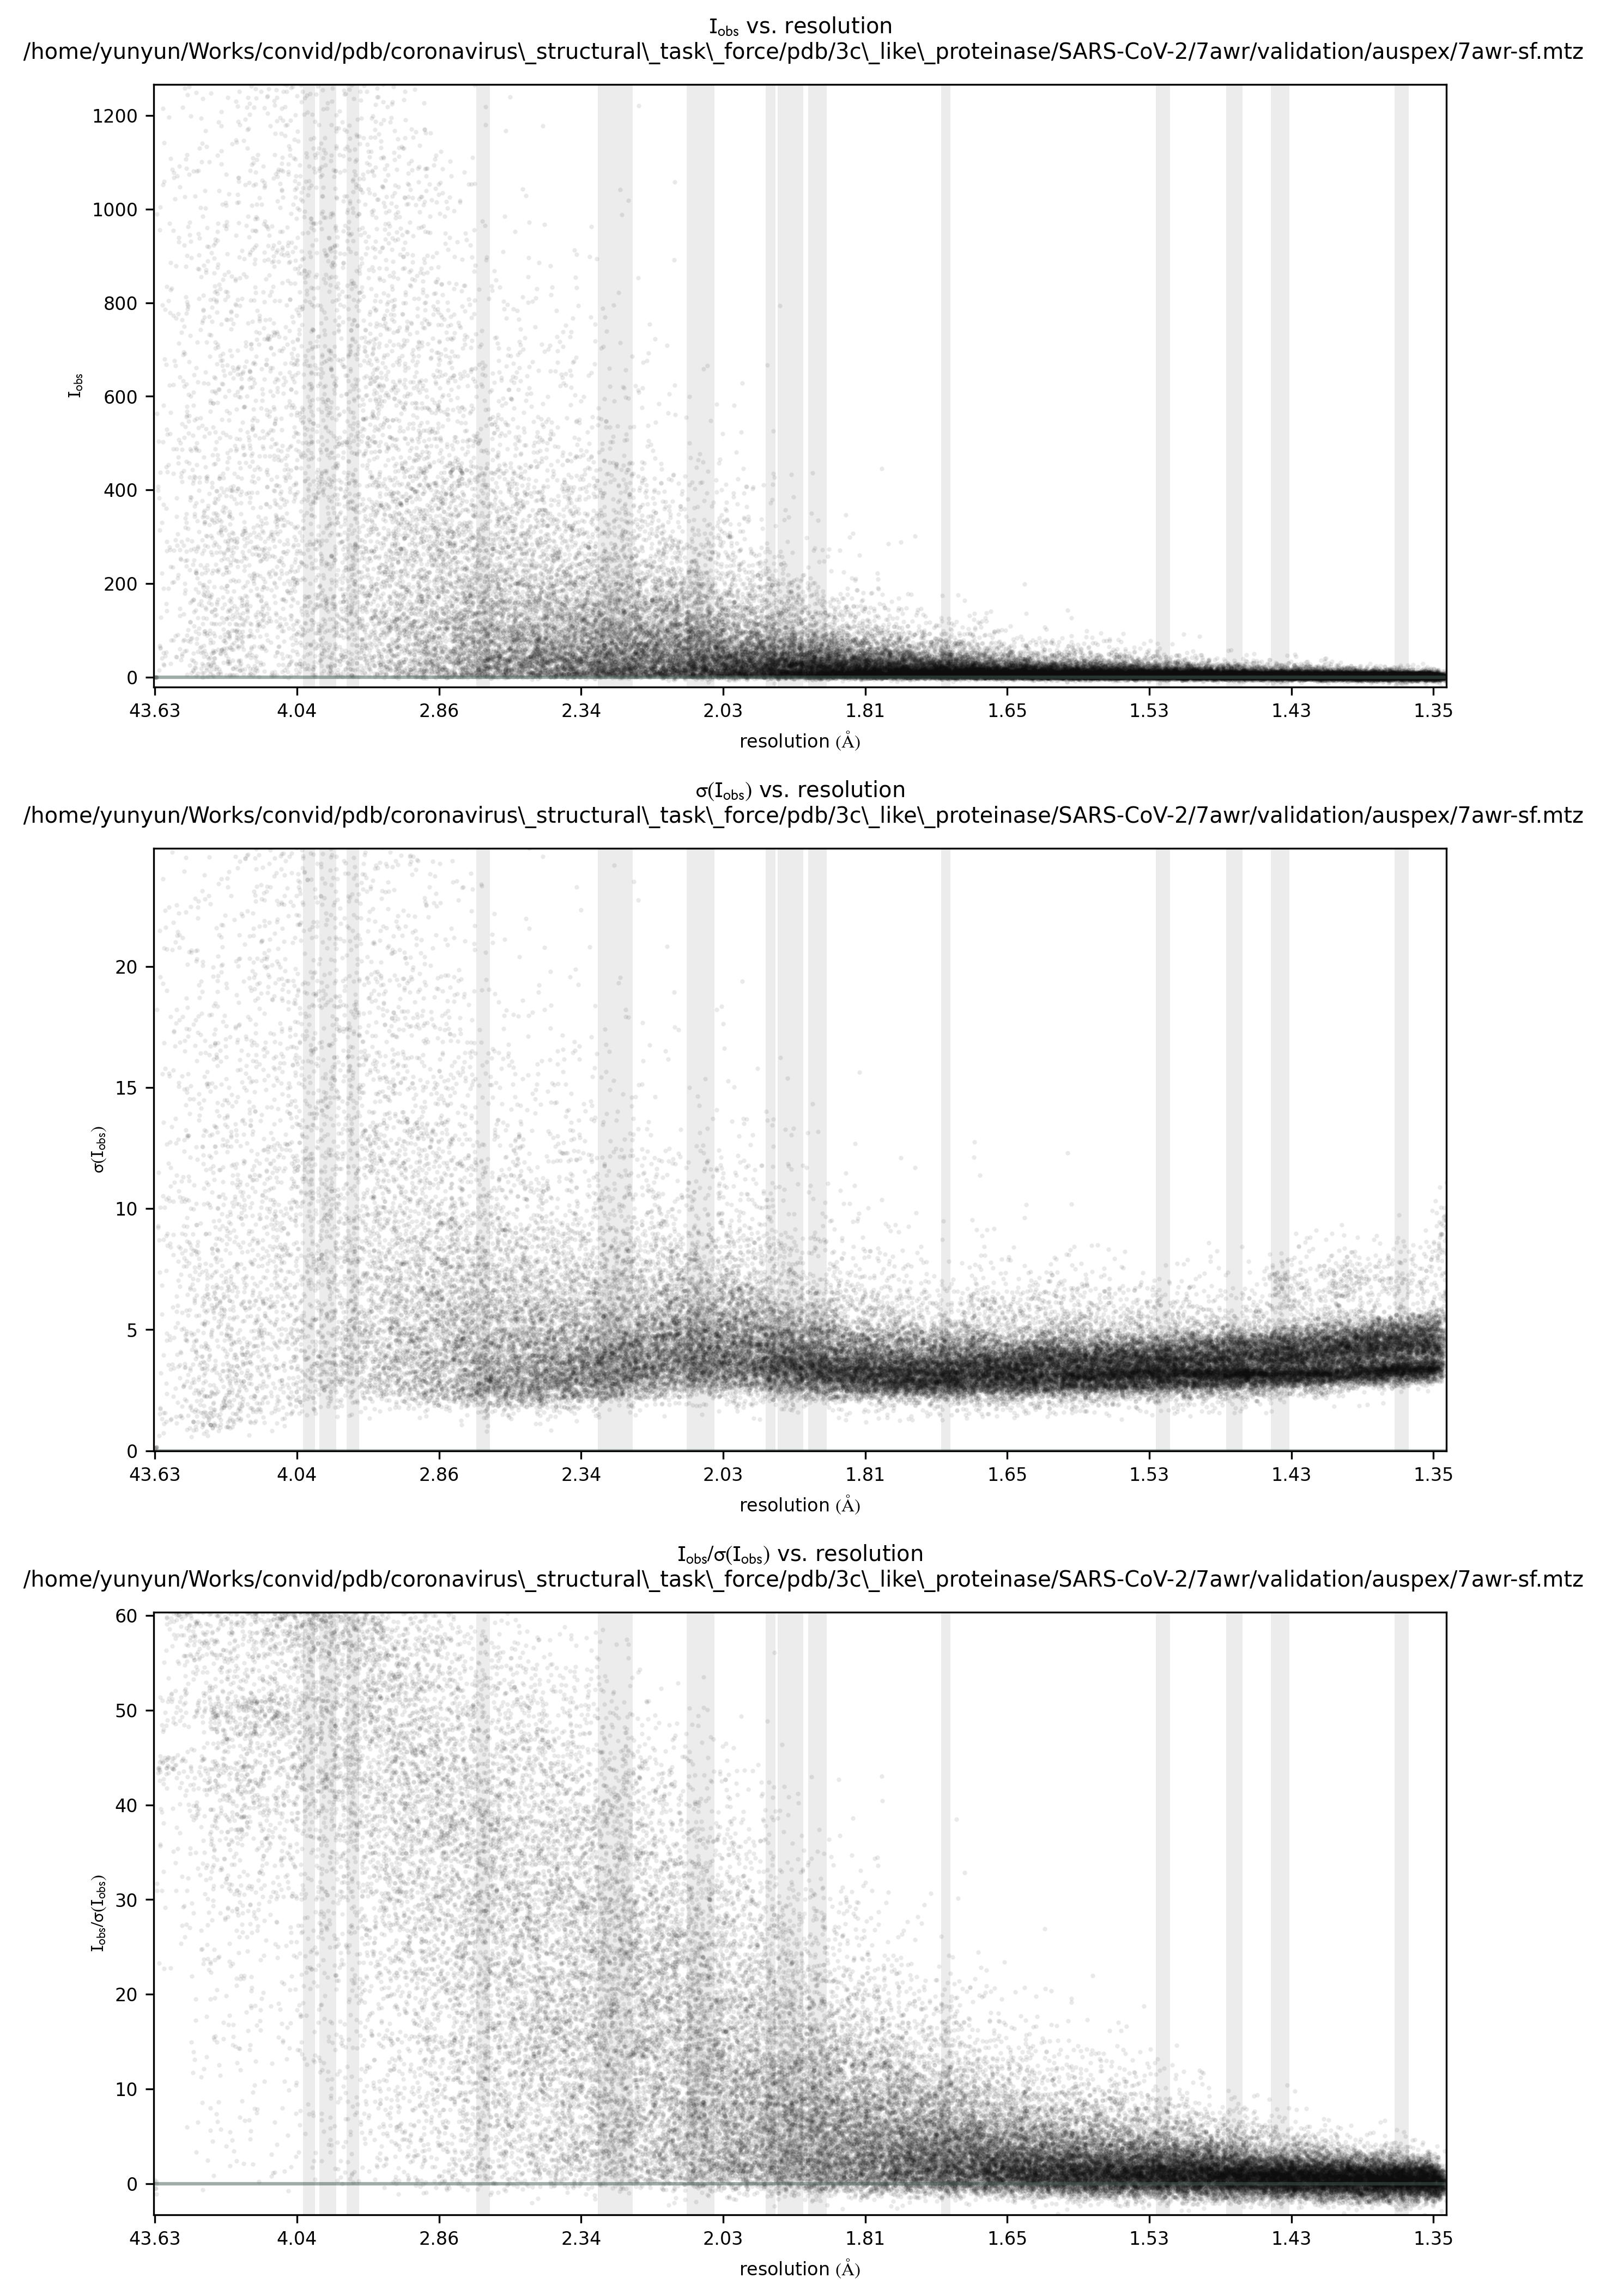 Iobs vs. resolution
/home/yunyun/Works/convid/pdb/coronavirus\_structural\_task\_force/pdb/3c\_like\_proteinase/SARS-CoV-2/7awr/validation/auspex/7awr-sf.mtz
1200
1000
800
600
400
200
0
Iobs
43.63 4.04 2.86 2.34 2.03 1.81 1.65 1.53 1.43 1.35
resolution (Å)
σ(Iobs) vs. resolution
/home/yunyun/Works/convid/pdb/coronavirus\_structural\_task\_force/pdb/3c\_like\_proteinase/SARS-CoV-2/7awr/validation/auspex/7awr-sf.mtz
20
15
10
5
0
σ(Iobs)
43.63 4.04 2.86 2.34 2.03 1.81 1.65 1.53 1.43 1.35
resolution (Å)
Iobs/σ(Iobs) vs. resolution
/home/yunyun/Works/convid/pdb/coronavirus\_structural\_task\_force/pdb/3c\_like\_proteinase/SARS-CoV-2/7awr/validation/auspex/7awr-sf.mtz
60
50
40
30
20
10
0
Iobs/σ(Iobs)
43.63 4.04 2.86 2.34 2.03 1.81 1.65 1.53 1.43 1.35
resolution (Å)